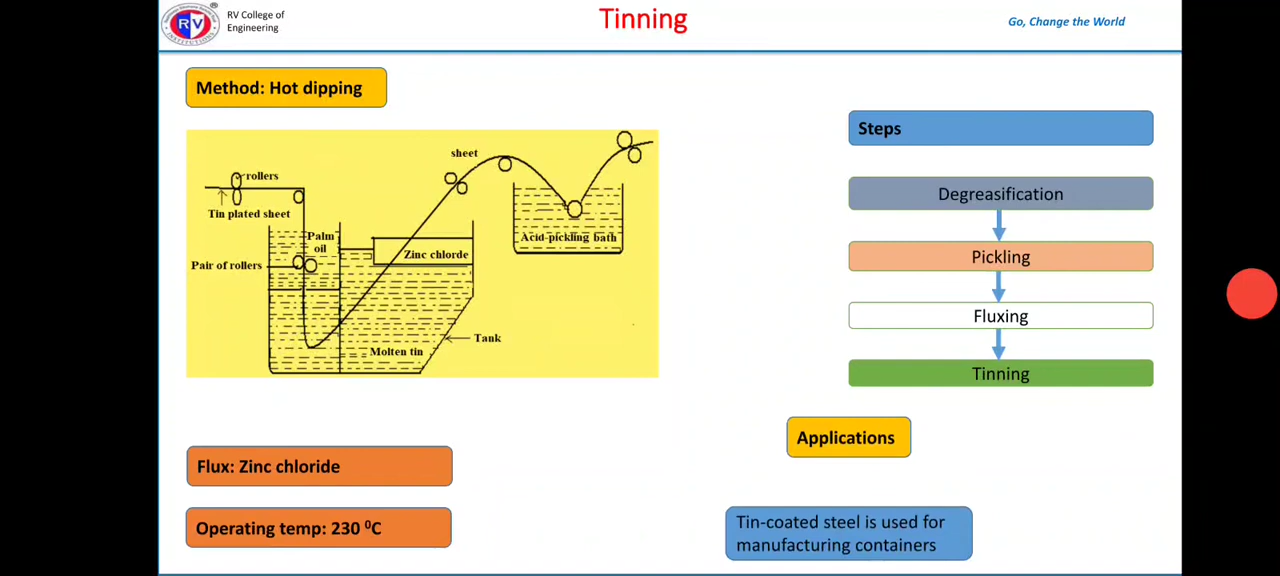 RV College of
Engineering
Tinning
Go, Change the World
RV
Method: Hot dipping
sheet
rollers
Tin plated sheet
Palm
oil
Pair of rollers
Zinc chlorde
Acid-pickling bath
Tank
Molten tin
Steps
Degreasification
Pickling
Fluxing
Tinning
Applications
Flux: Zinc chloride
Operating temp: 230 ⁰C
Tin-coated steel is used for
manufacturing containers